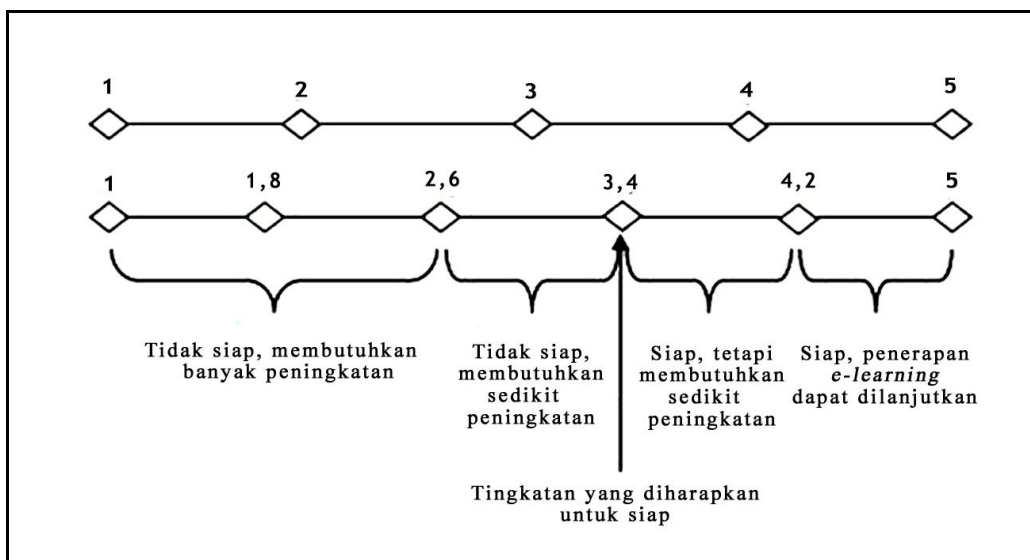 1 2 3 4 5
1 1,8 2,6 3,4 4,2 5
Tidak siap, membutuhkan
banyak peningkatan
Tidak siap,
membutuhkan
sedikit
peningkatan
Siap, tetapi
membutuhkan
sedikit
peningkatan
Siap, penerapan
e-learning
dapat dilanjutkan
Tingkatan yang diharapkan
untuk siap